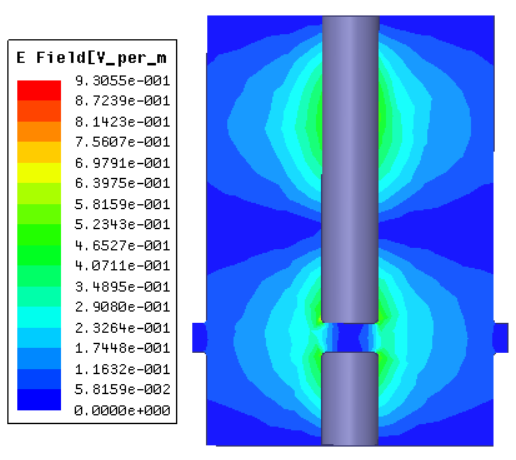 E Field[V_per_m
9.3055e-001
8.7239e-001
8.1423e-001
7.5607e-001
6.9791e-001
6.3975e-001
5.8159e-001
5.2343e-001
4.6527e-001
4.0711e-001
3.4895e-001
2.9080e-001
2.3264e-001
1.7448e-001
1.1632e-001
5.8159e-002
0.0000e+000